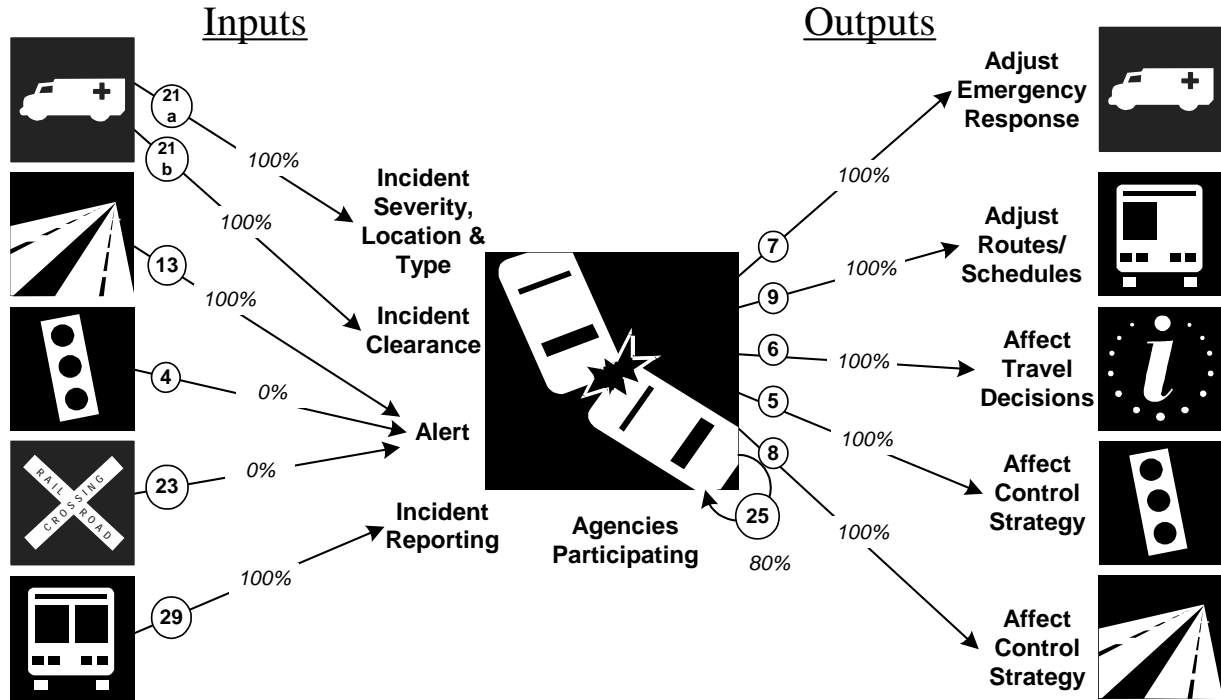 Inputs
Outputs
21
a
100%
21
b
100%
13
100%
4
0%
23
0%
29
100%
RAIL
ROAD
CROSSING
Incident
Severity,
Location &
Type
Incident
Clearance
Alert
Incident
Reporting
Agencies
Participating
25
80%
7
100%
9
100%
6
100%
5
100%
8
100%
Adjust
Emergency
Response
Adjust
Routes/
Schedules
Affect
Travel
Decisions
i
Affect
Control
Strategy
Affect
Control
Strategy